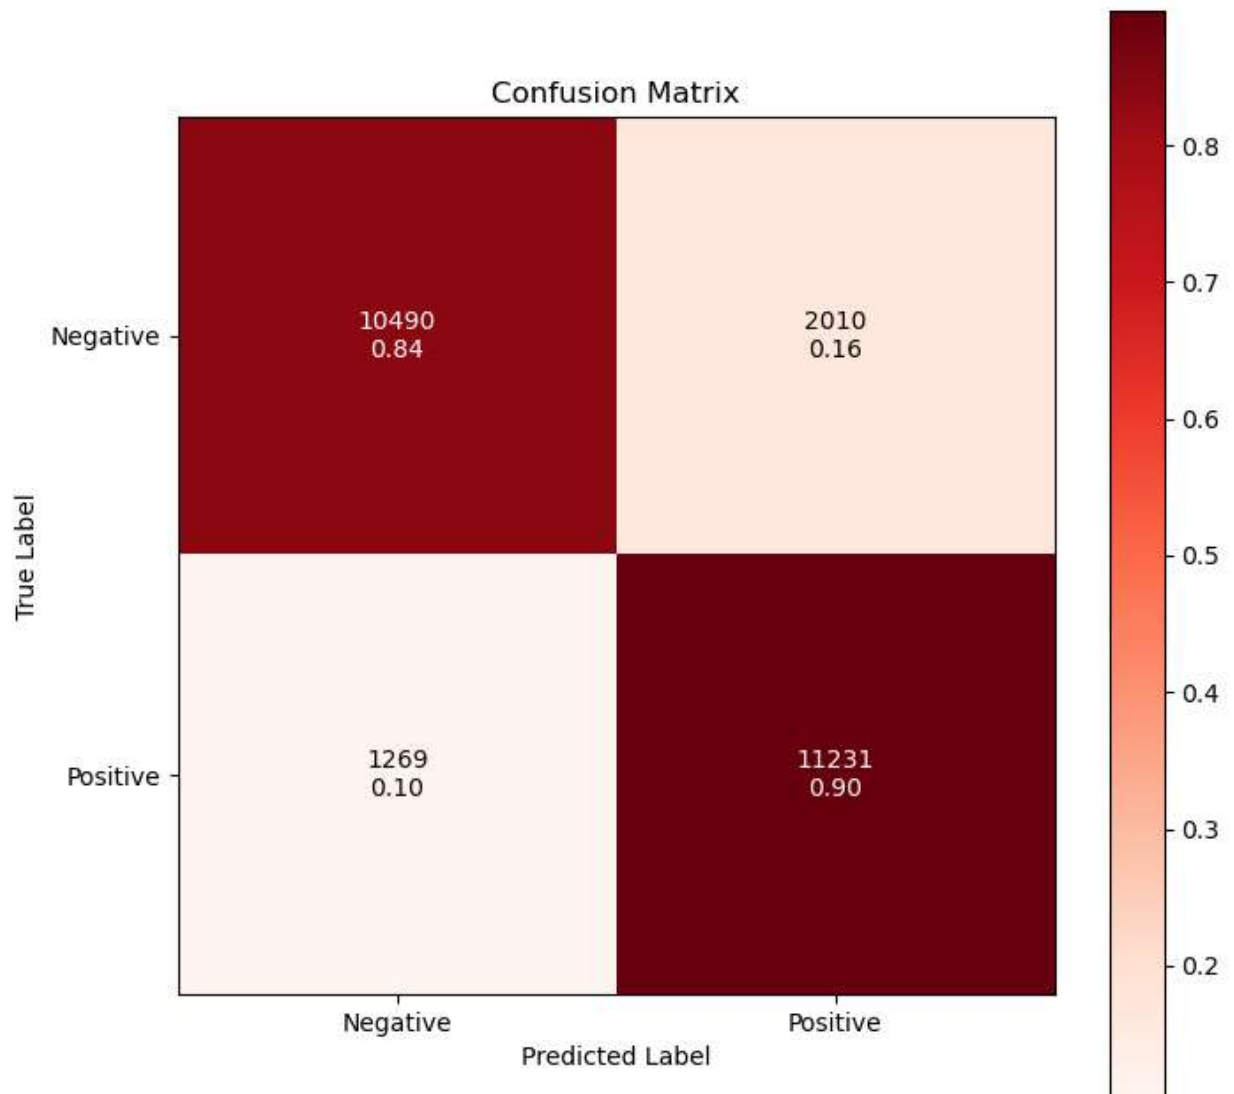 Confusion Matrix
True Label
Negative
10490
0.84
2010
0.16
Positive
1269
0.10
11231
0.90
Negative
Positive
Predicted Label
0.8
0.7
0.6
0.5
0.4
0.3
0.2